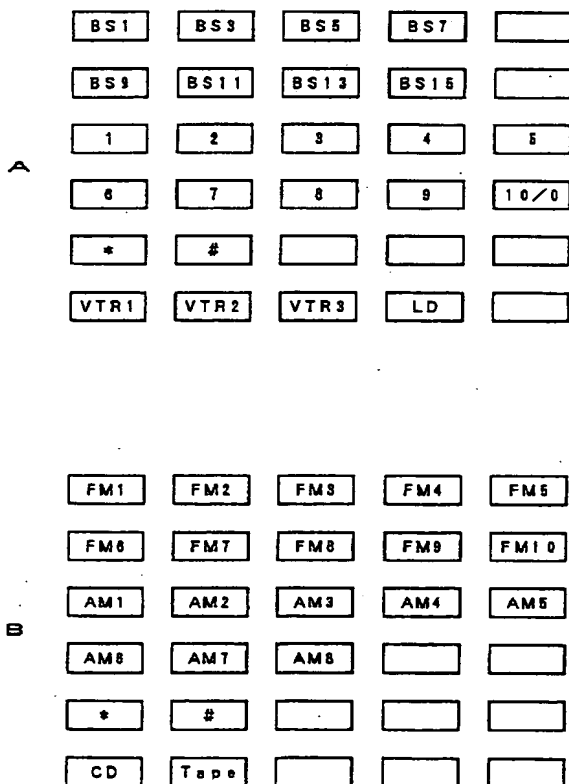 BS1 BS3 BS5 BS7
BS9 BS11 BS13 BS15
A
1 2 3 4 5
6 7 8 9 10/0
* #
VTR1 VTR2 VTR3 LD
FM1 FM2 FM3 FM4 FM5
FM6 FM7 FM8 FM9 FM10
B
AM1 AM2 AM3 AM4 AM5
AM6 AM7 AM8
* #
CD Tape